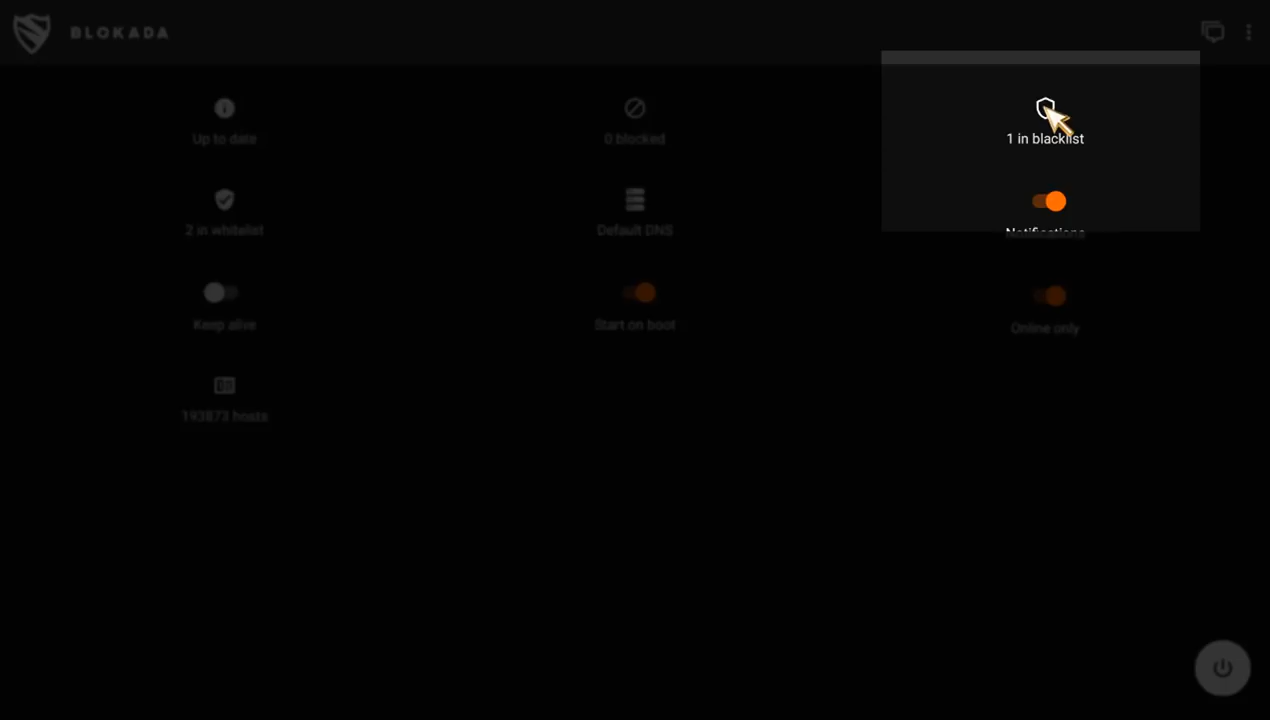 BLOKADA
Up to date
0 blocked
1 in blacklist
2 in whitelist
Default DNS
Notifications
Keep alive
Start on boot
Online only
193873 hosts